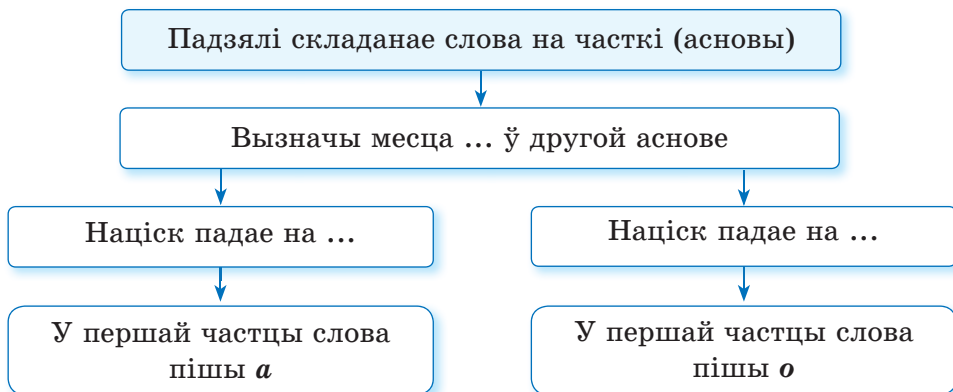 Падзялі складанае слова на часткі (асновы)
Вызначы месца ... ў другой аснове
Націск падае на ...
Націск падае на ...
У першай частцы слова
пішы а
У першай частцы слова
пішы о